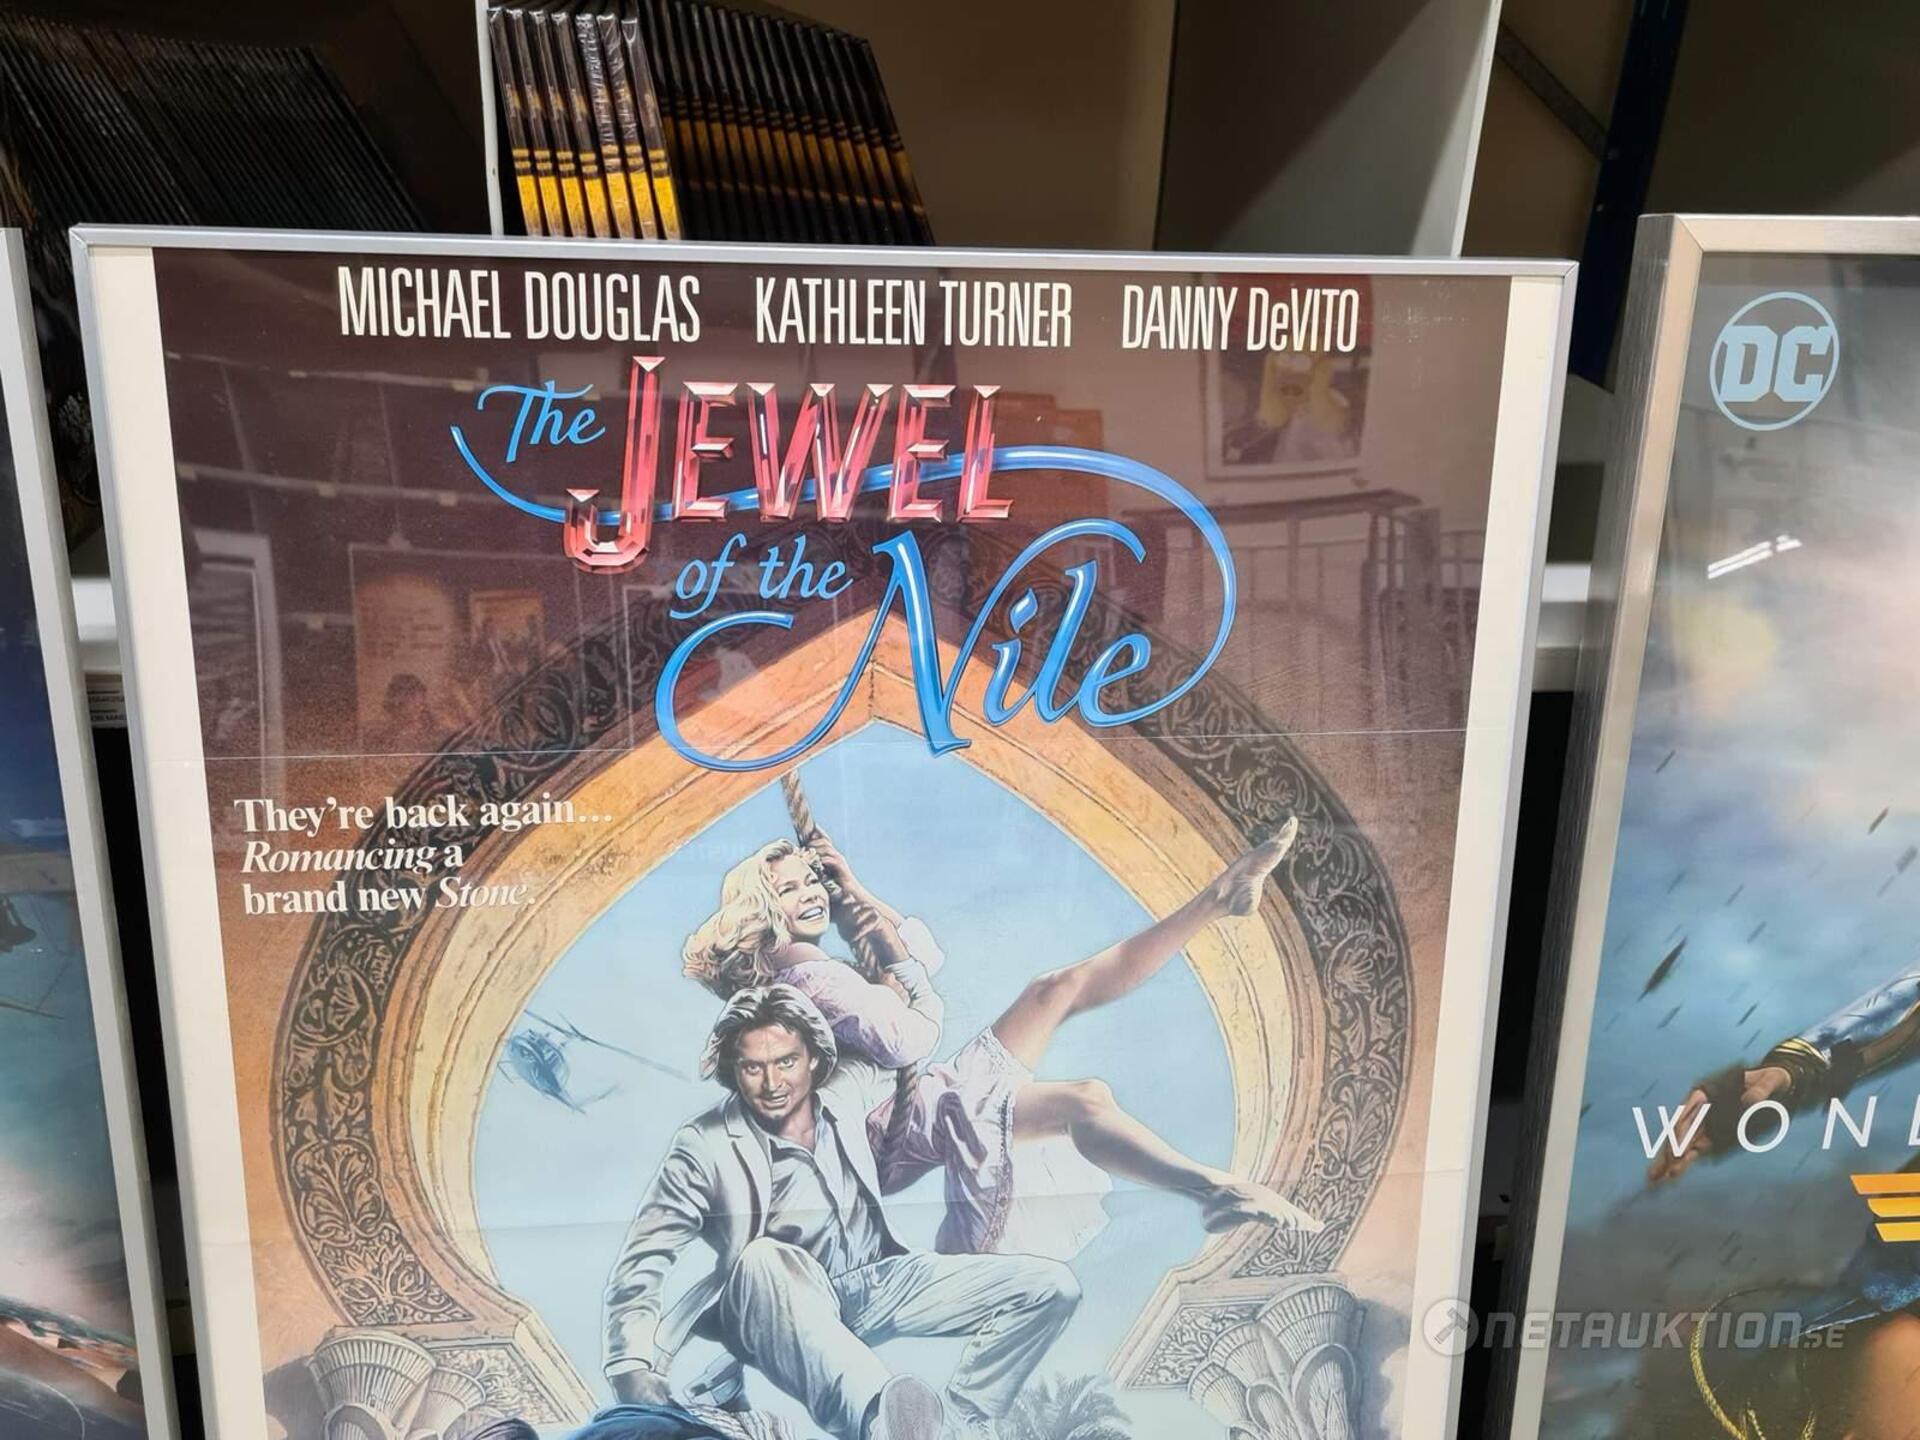 MICHAEL DOUGLAS KATHLEEN TURNER DANNY DeVITO
The JEWEL
of the Nile
They're back again...
Romancing a
brand new Stone.
DC
WON
NETAUKTION.SE